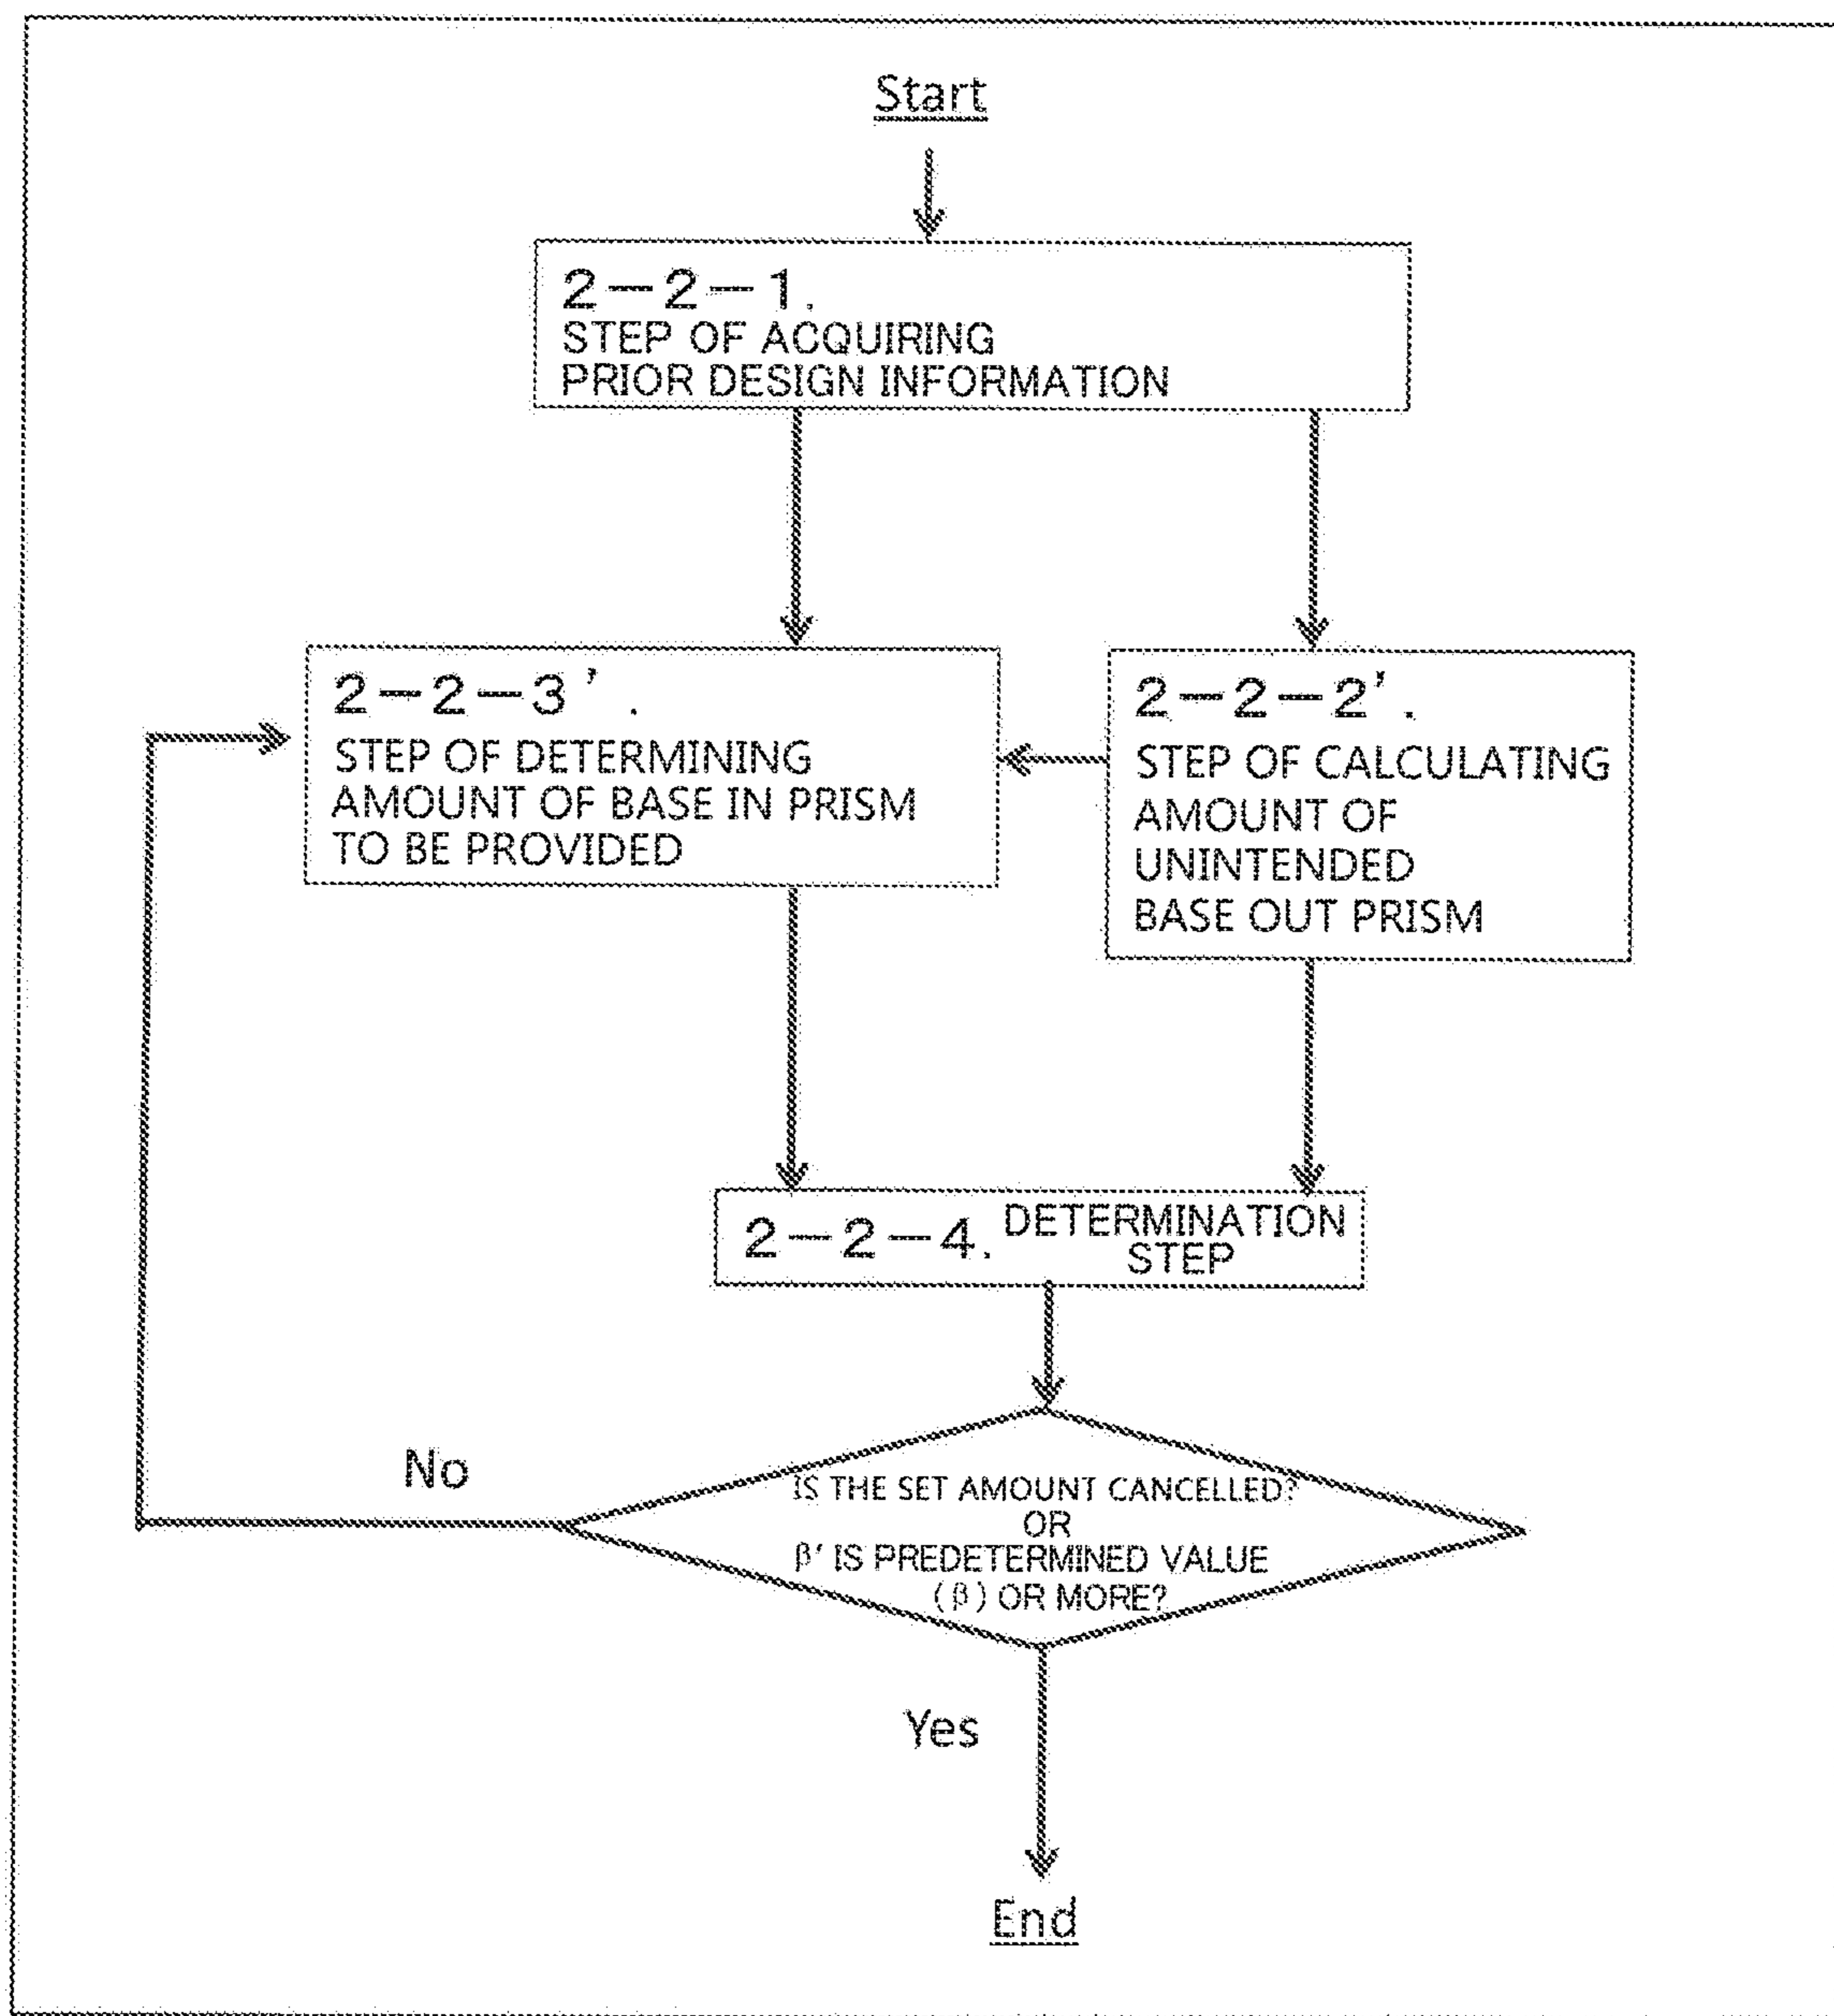 Start
2-2-1.
STEP OF ACQUIRING
PRIOR DESIGN INFORMATION
2-2-3'.
STEP OF DETERMINING
AMOUNT OF BASE IN PRISM
TO BE PROVIDED
2-2-2'.
STEP OF CALCULATING
AMOUNT OF
UNINTENDED
BASE OUT PRISM
2-2-4. DETERMINATION
STEP
No
IS THE SET AMOUNT CANCELLED?
OR
β' IS PREDETERMINED VALUE
(β) OR MORE?
Yes
End